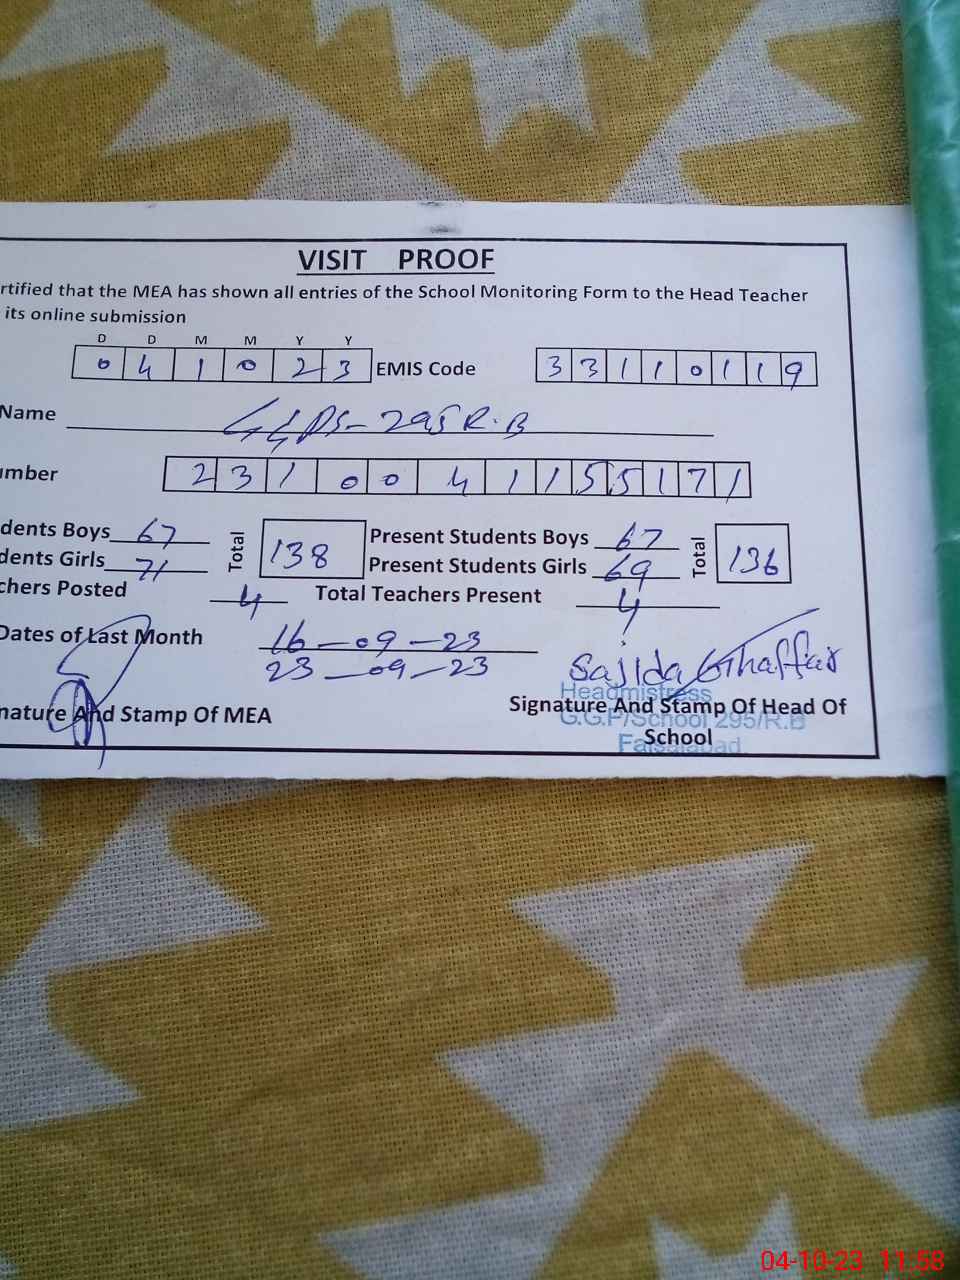 VISIT PROOF
rtified that the MEA has shown all entries of the School Monitoring Form to the Head Teacher
its online submission
D D M M Y Y
0 4 1 0 2 3 EMIS Code 3 3 1 1 0 1 1 9
Name GGPS-295 R.B
umber 2 3 1 0 0 4 1 1 5 5 1 7 1
dents Boys 67 Total 138 Present Students Boys 67 Total 136
dents Girls 71 Present Students Girls 69
chers Posted 4 Total Teachers Present 4
Dates of Last Month 16-09-23
23-09-23
Sajida Ghaffar
Headmistress
nature And Stamp Of MEA Signature And Stamp Of Head Of
G.G.P/School 295/R.B
School
Faisalabad
04-10-23 11:58